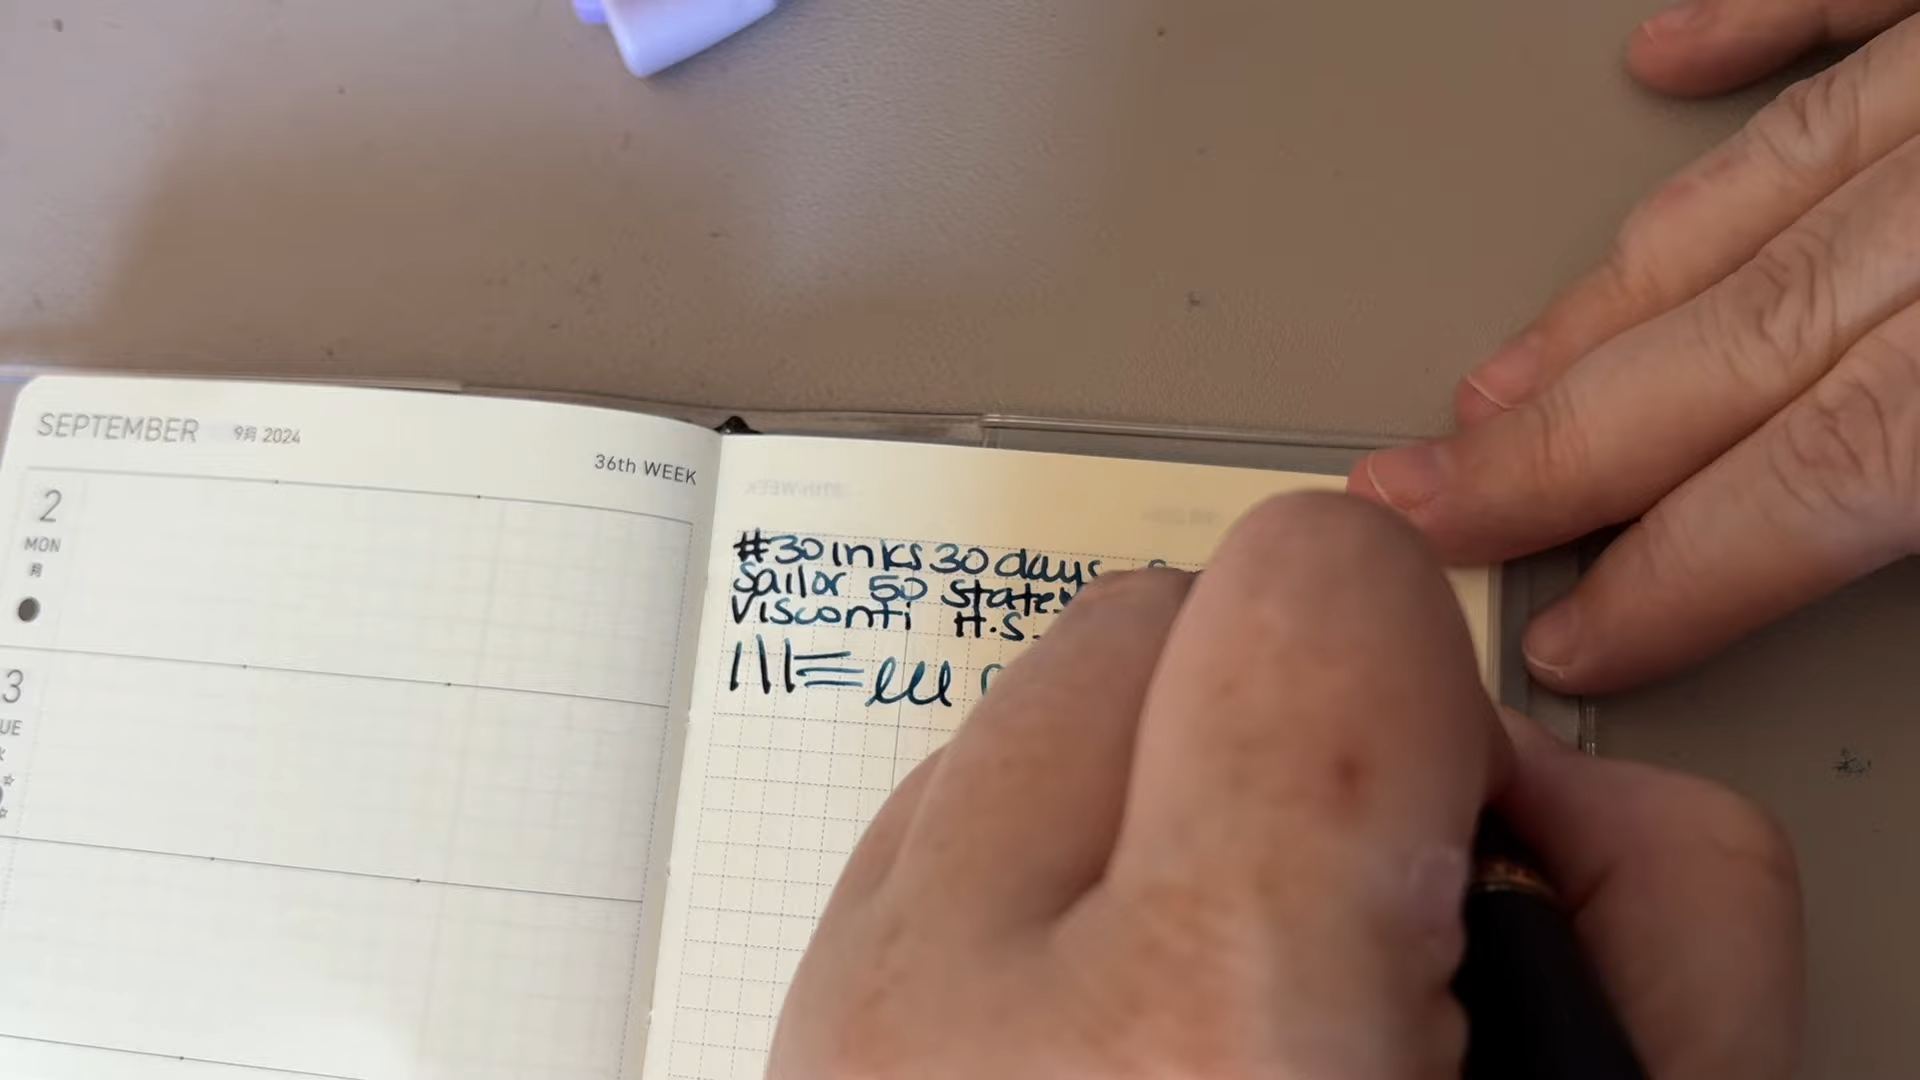 SEPTEMBER 9月 2024
36th WEEK
2
MON
月
3
UE
#30inks30days
Sailor 50 State
Visconti H.S.